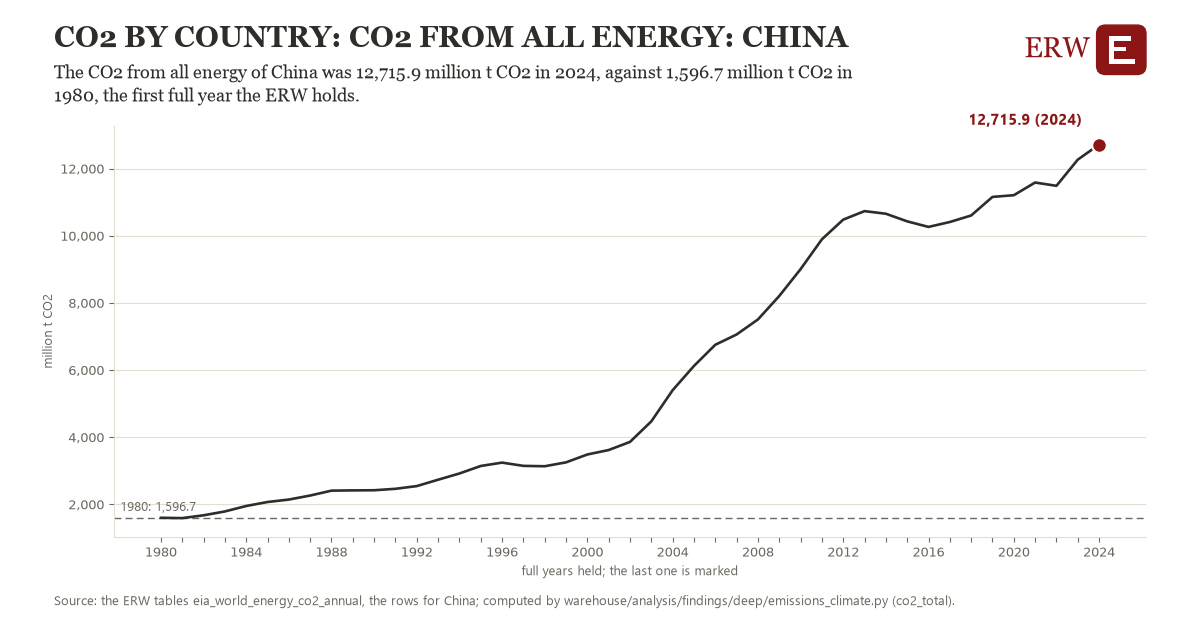 CO2 BY COUNTRY: CO2 FROM ALL ENERGY: CHINA
ERW E
The CO2 from all energy of China was 12,715.9 million t CO2 in 2024, against 1,596.7 million t CO2 in
1980, the first full year the ERW holds.
12,715.9 (2024)
12,000
10,000
8,000
6,000
4,000
2,000
million t CO2
1980: 1,596.7
1980 1984 1988 1992 1996 2000 2004 2008 2012 2016 2020 2024
full years held; the last one is marked
Source: the ERW tables eia_world_energy_co2_annual, the rows for China; computed by warehouse/analysis/findings/deep/emissions_climate.py (co2_total).